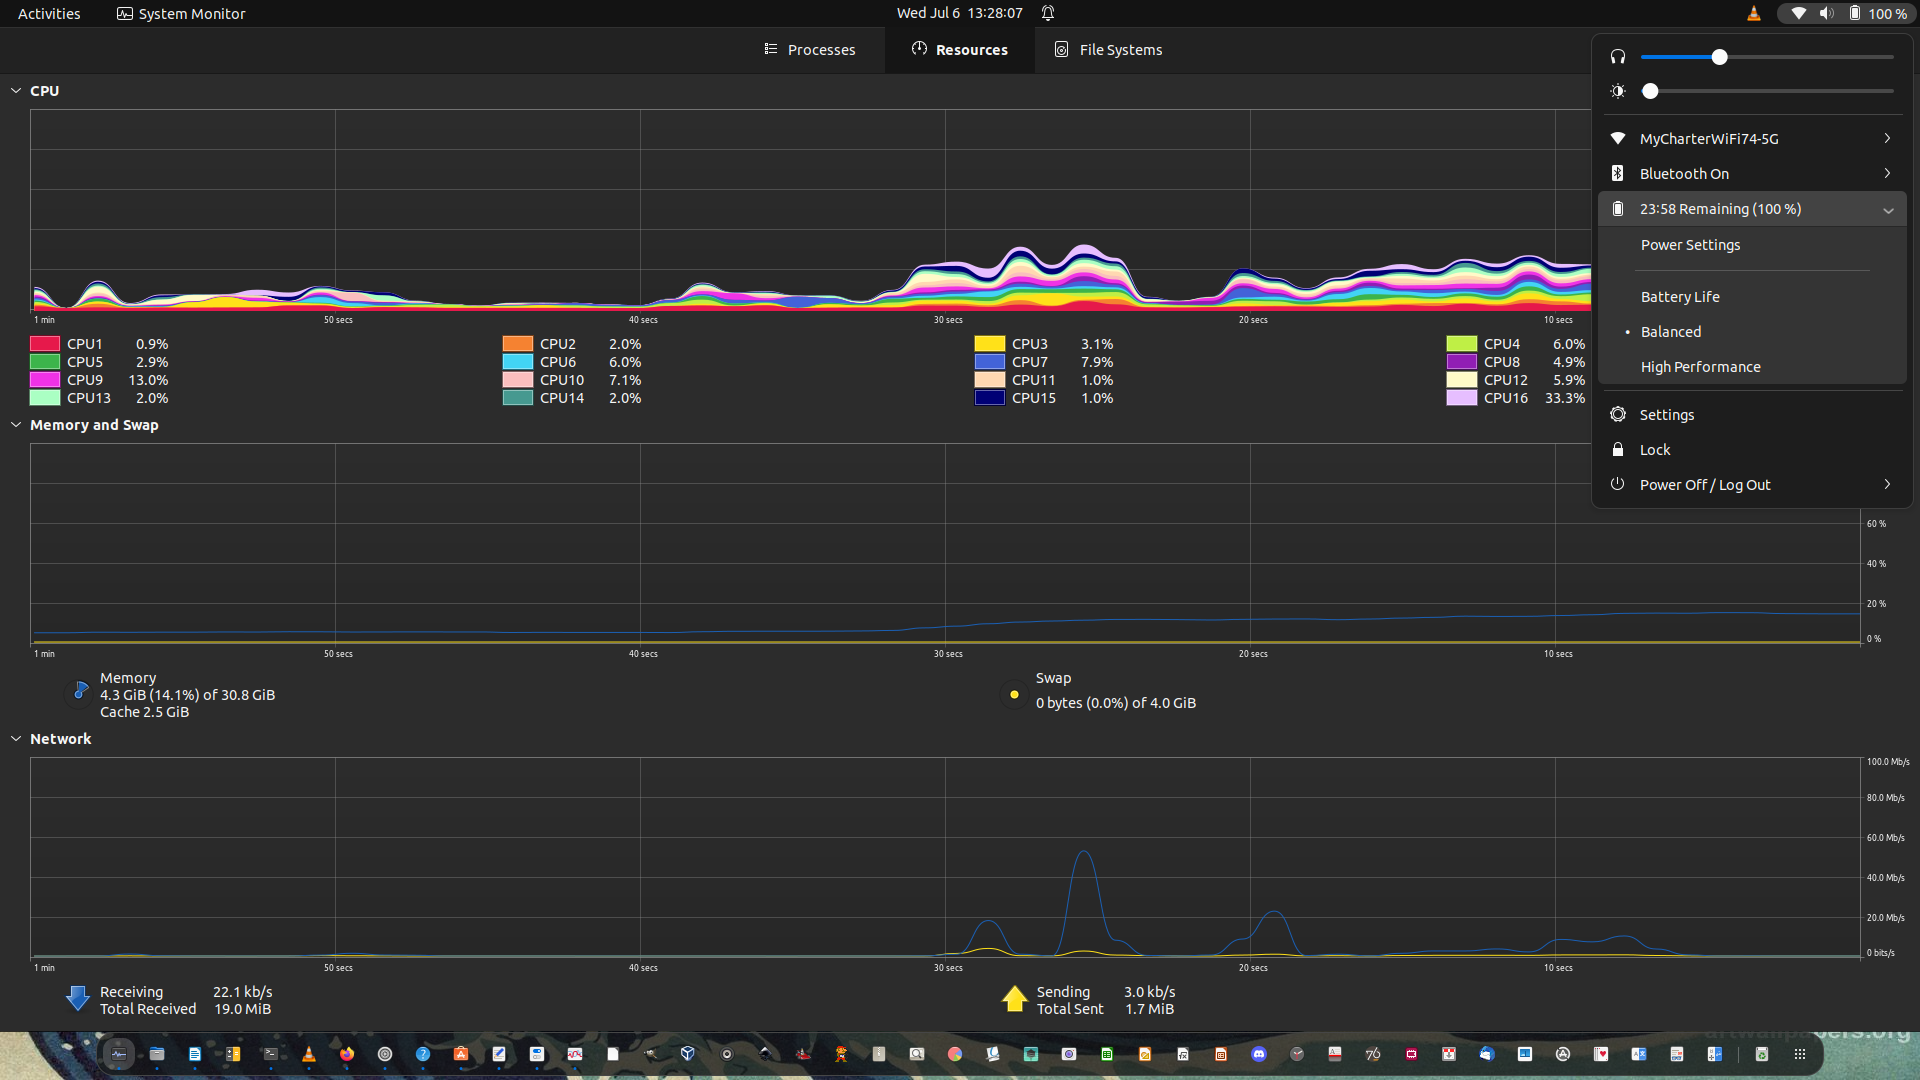 Activities
System Monitor
Wed Jul 6 13:28:07
100 %
Processes
Resources
File Systems
CPU
1 min
50 secs
40 secs
30 secs
20 secs
10 secs
CPU1 0.9%
CPU2 2.0%
CPU3 3.1%
CPU4 6.0%
CPU5 2.9%
CPU6 6.0%
CPU7 7.9%
CPU8 4.9%
CPU9 13.0%
CPU10 7.1%
CPU11 1.0%
CPU12 5.9%
CPU13 2.0%
CPU14 2.0%
CPU15 1.0%
CPU16 33.3%
MyCharterWiFi74-5G
Bluetooth On
23:58 Remaining (100 %)
Power Settings
Battery Life
• Balanced
High Performance
Settings
Lock
Power Off / Log Out
Memory and Swap
60 %
40 %
20 %
0 %
1 min
50 secs
40 secs
30 secs
20 secs
10 secs
Memory
4.3 GiB (14.1%) of 30.8 GiB
Cache 2.5 GiB
Swap
0 bytes (0.0%) of 4.0 GiB
Network
100.0 Mb/s
80.0 Mb/s
60.0 Mb/s
40.0 Mb/s
20.0 Mb/s
0 bits/s
1 min
50 secs
40 secs
30 secs
20 secs
10 secs
Receiving 22.1 kb/s
Total Received 19.0 MiB
Sending 3.0 kb/s
Total Sent 1.7 MiB
artwallpapers.org